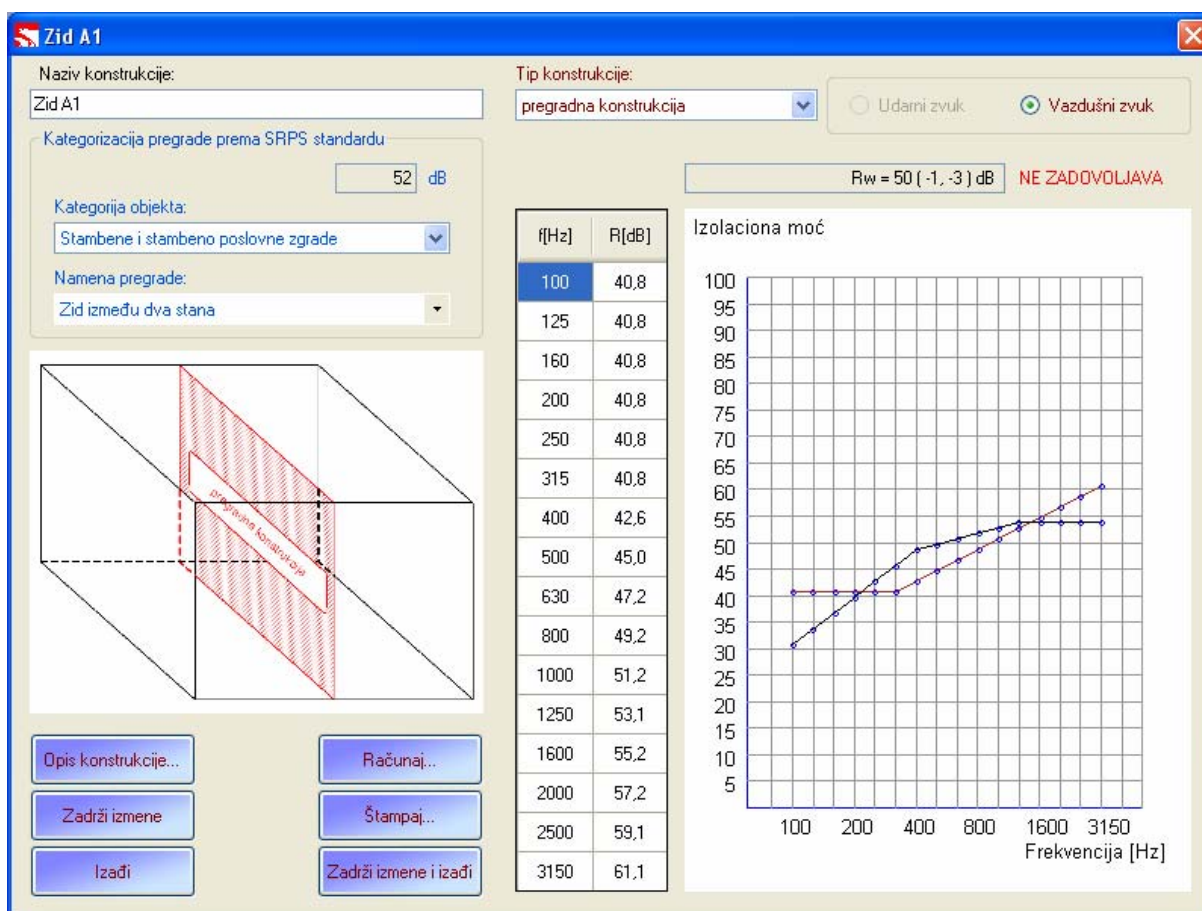 Zid A1
Naziv konstrukcije:
Zid A1
Kategorizacija pregrade prema SRPS standardu
52 dB
Kategorija objekta:
Stambene i stambeno poslovne zgrade
Namena pregrade:
Zid između dva stana
pregradna konstrukcija
Opis konstrukcije...
Računaj...
Zadrži izmene
Štampaj...
Izađi
Zadrži izmene i izađi
Tip konstrukcije:
pregradna konstrukcija
Udarni zvuk
Vazdušni zvuk
Rw = 50 ( -1, -3 ) dB NE ZADOVOLJAVA
f[Hz] R[dB]
100 40,8
125 40,8
160 40,8
200 40,8
250 40,8
315 40,8
400 42,6
500 45,0
630 47,2
800 49,2
1000 51,2
1250 53,1
1600 55,2
2000 57,2
2500 59,1
3150 61,1
Izolaciona moć
100
95
90
85
80
75
70
65
60
55
50
45
40
35
30
25
20
15
10
5
100 200 400 800 1600 3150
Frekvencija [Hz]